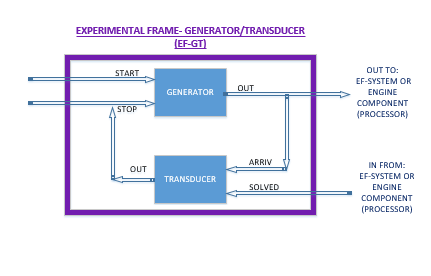 EXPERIMENTAL FRAME- GENERATOR/TRANSDUCER
(EF-GT)
START
GENERATOR
OUT
STOP
OUT TO:
EF-SYSTEM OR
ENGINE
COMPONENT
(PROCESSOR)
OUT
TRANSDUCER
ARRIV
SOLVED
IN FROM:
EF-SYSTEM OR
ENGINE
COMPONENT
(PROCESSOR)